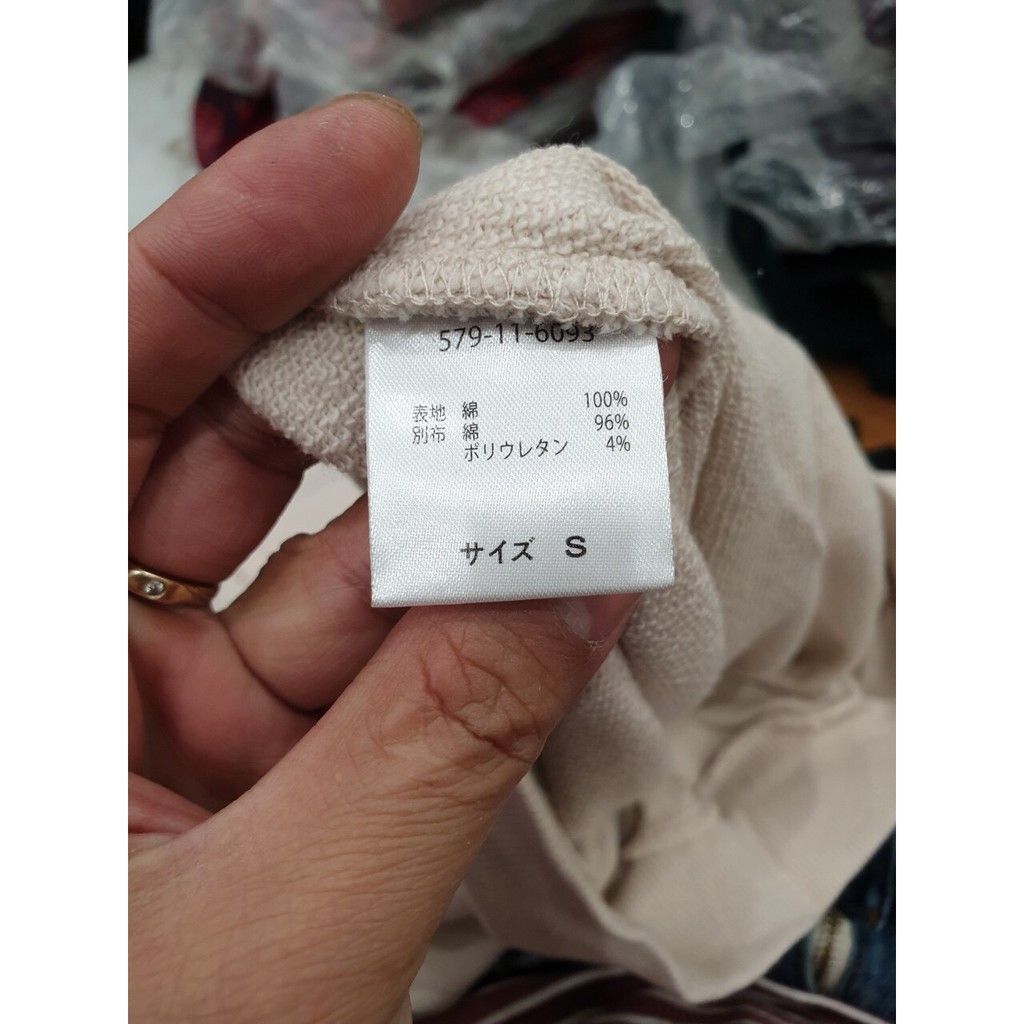 579-11-6093
表地 綿 100%
別布 綿 96%
ポリウレタン 4%
サイズ S